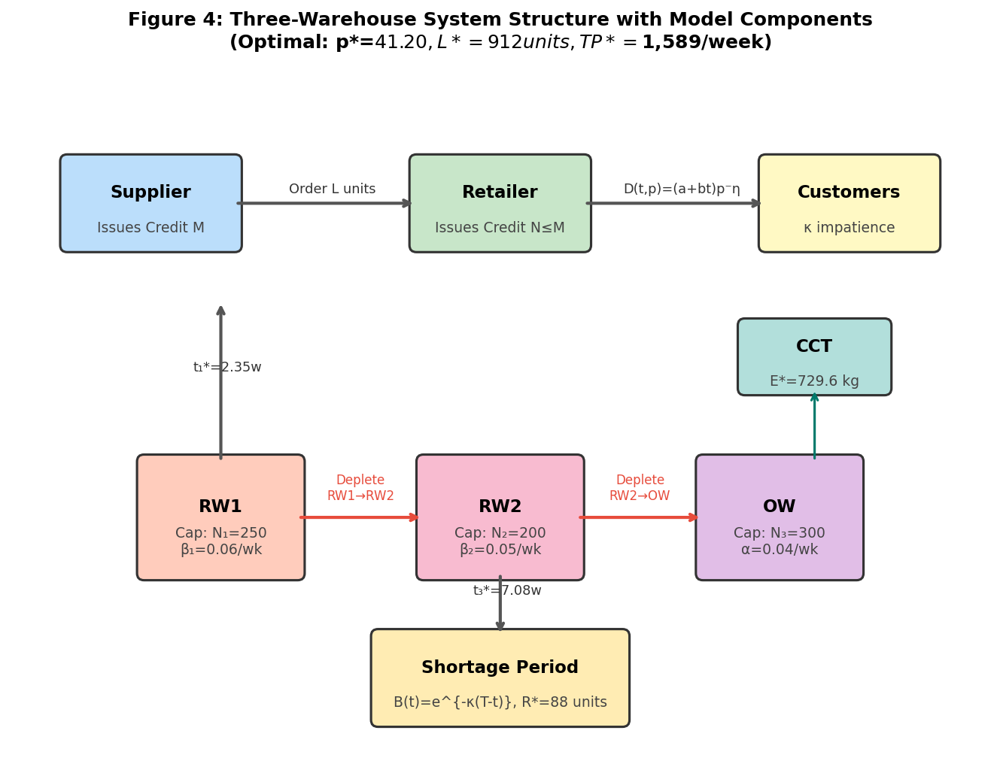 Figure 4: Three-Warehouse System Structure with Model Components
(Optimal: p*=41.20, L* = 912units, TP* = 1,589/week)
Supplier
Issues Credit M
Order L units
Retailer
Issues Credit N≤M
D(t,p)=(a+bt)p⁻η
Customers
κ impatience
t₁*=2.35w
CCT
E*=729.6 kg
RW1
Cap: N₁=250
β₁=0.06/wk
Deplete
RW1→RW2
RW2
Cap: N₂=200
β₂=0.05/wk
Deplete
RW2→OW
OW
Cap: N₃=300
α=0.04/wk
t₃*=7.08w
Shortage Period
B(t)=e^{-κ(T-t)}, R*=88 units